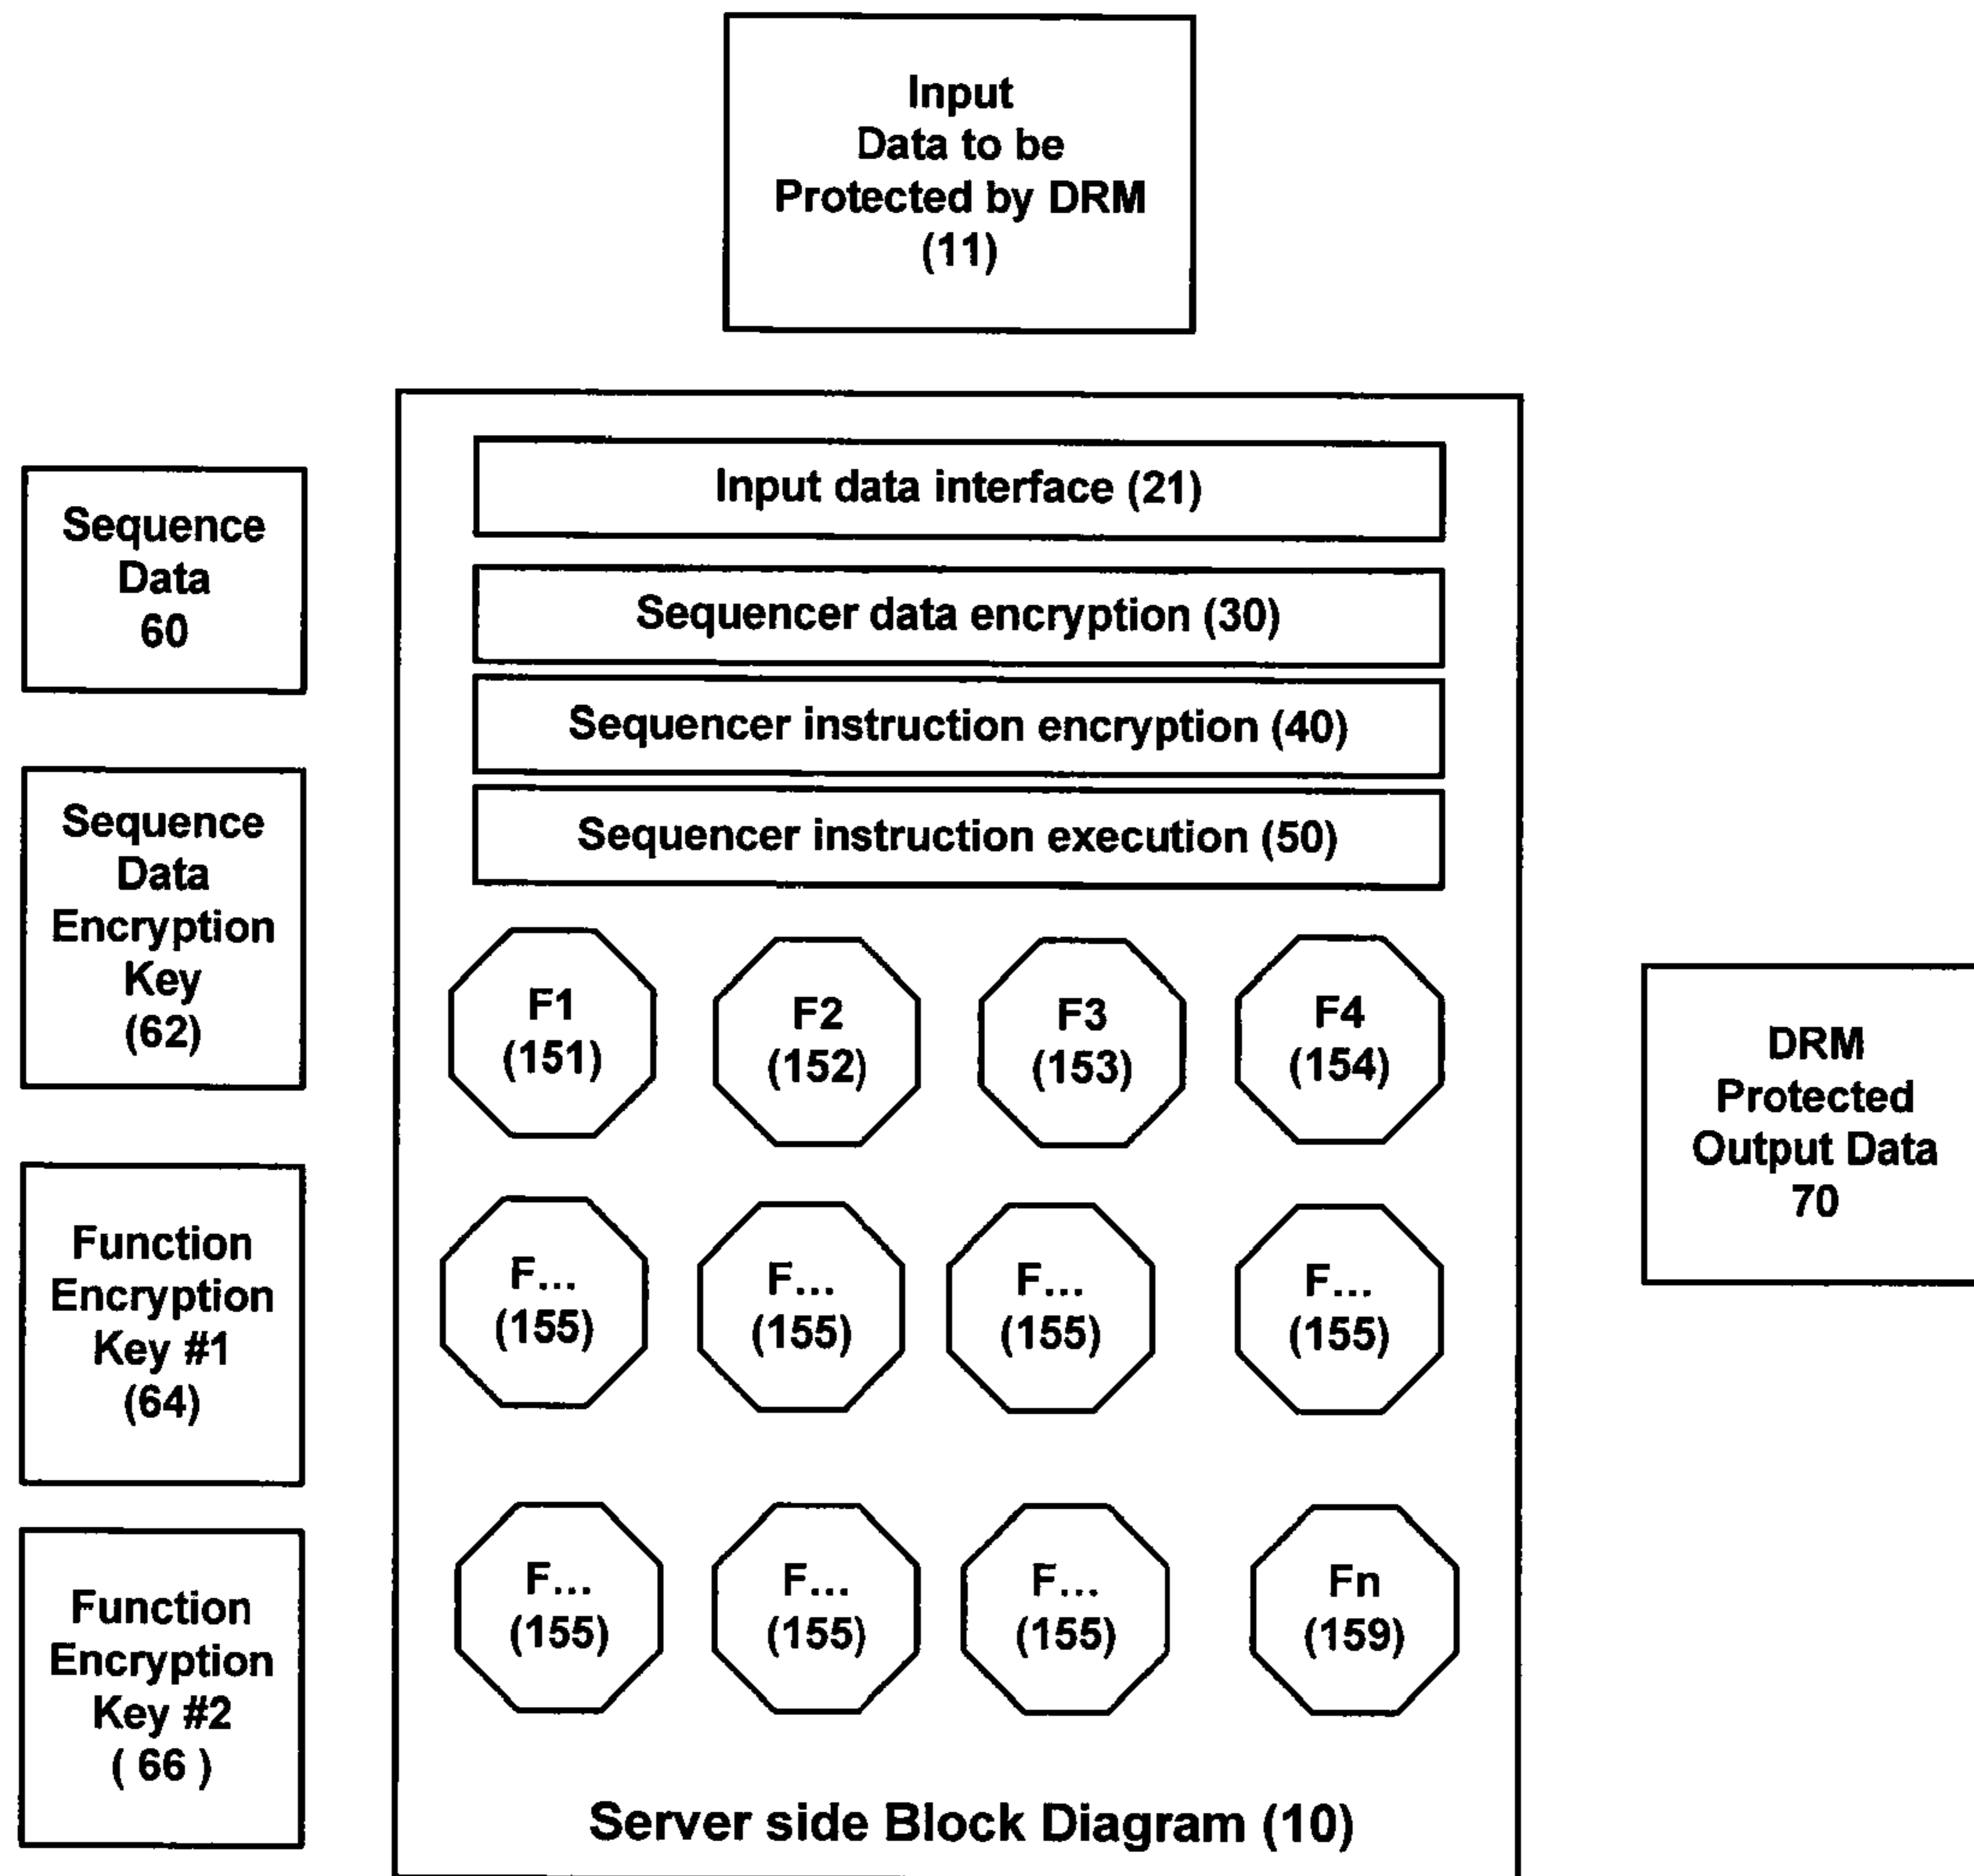 Input
Data to be
Protected by DRM
(11)
Sequence
Data
60
Sequence
Data
Encryption
Key
(62)
Function
Encryption
Key #1
(64)
Function
Encryption
Key #2
( 66 )
Input data interface (21)
Sequencer data encryption (30)
Sequencer instruction encryption (40)
Sequencer instruction execution (50)
F1
(151)
F2
(152)
F3
(153)
F4
(154)
F...
(155)
F...
(155)
F...
(155)
F...
(155)
F...
(155)
F...
(155)
F...
(155)
Fn
(159)
Server side Block Diagram (10)
DRM
Protected
Output Data
70